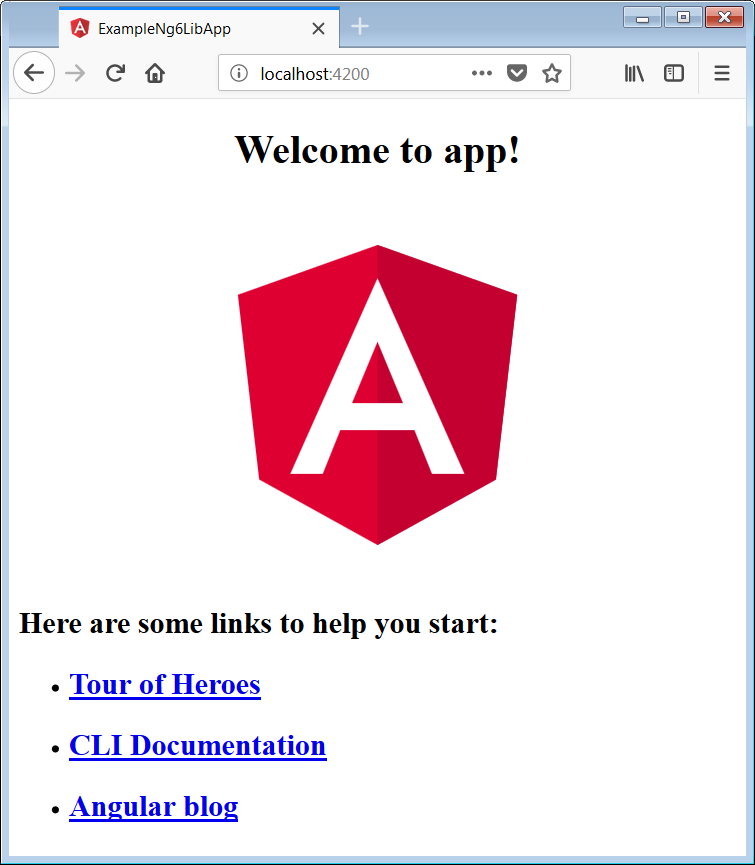 ExampleNg6LibApp
localhost:4200
Welcome to app!
A
Here are some links to help you start:
Tour of Heroes
CLI Documentation
Angular blog